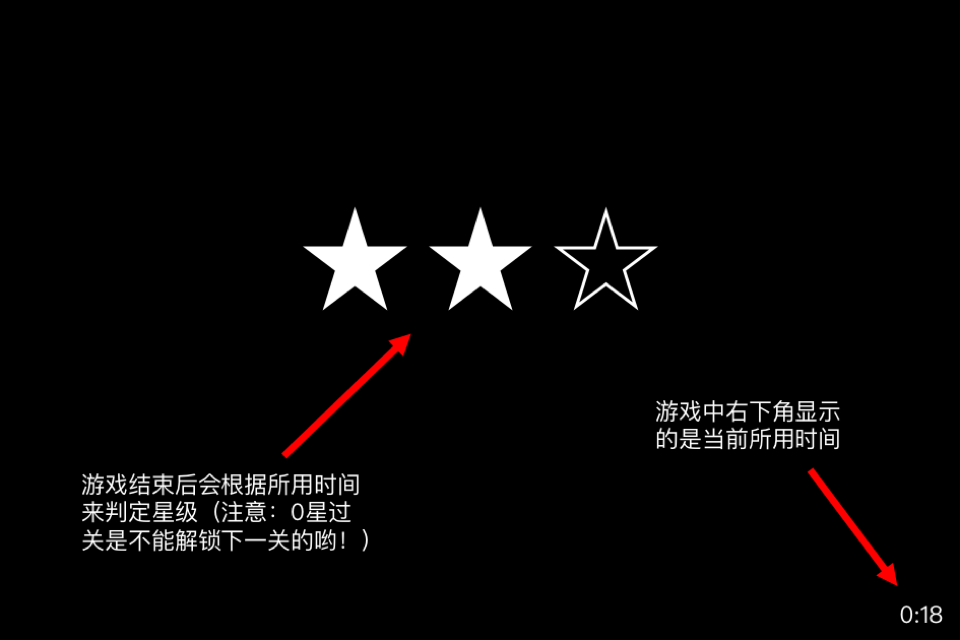 游戏中右下角显示
的是当前所用时间
游戏结束后会根据所用时间
来判定星级（注意：0星过
关是不能解锁下一关的哟！）
0:18